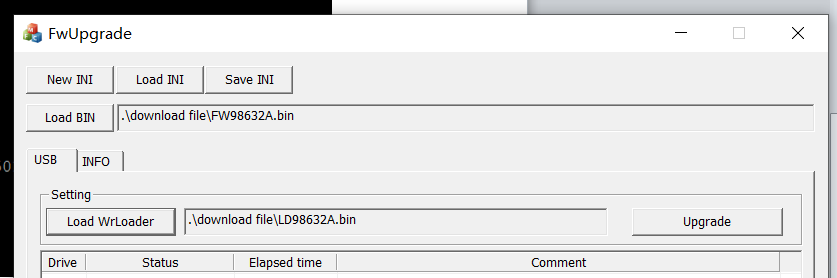 FwUpgrade
New INI Load INI Save INI
Load BIN .\download file\FW98632A.bin
USB INFO
Setting
Load WrLoader .\download file\LD98632A.bin Upgrade
Drive Status Elapsed time Comment